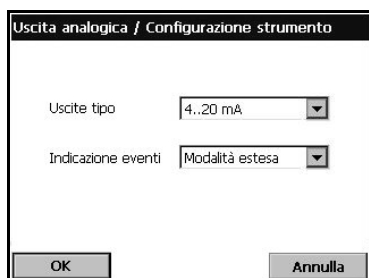 Uscita analogica / Configurazione strumento
Uscite tipo 4..20 mA
Indicazione eventi Modalità estesa
OK Annulla